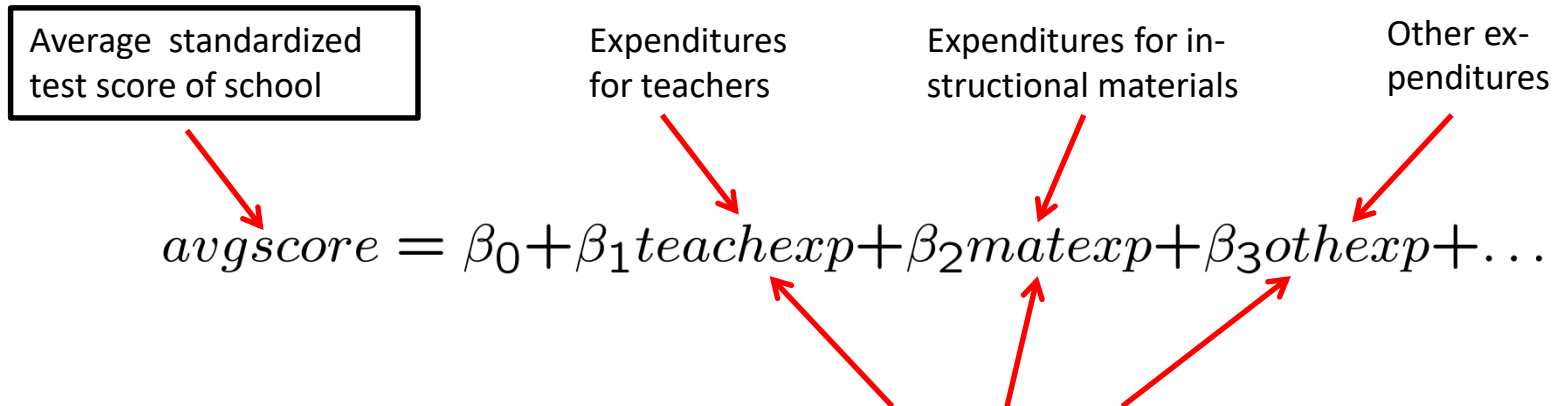 Average standardized
test score of school
Expenditures
for teachers
Expenditures for in-
structional materials
Other ex-
penditures
avgscore = β₀+β₁teachexp+β₂matexp+β₃othexp+...